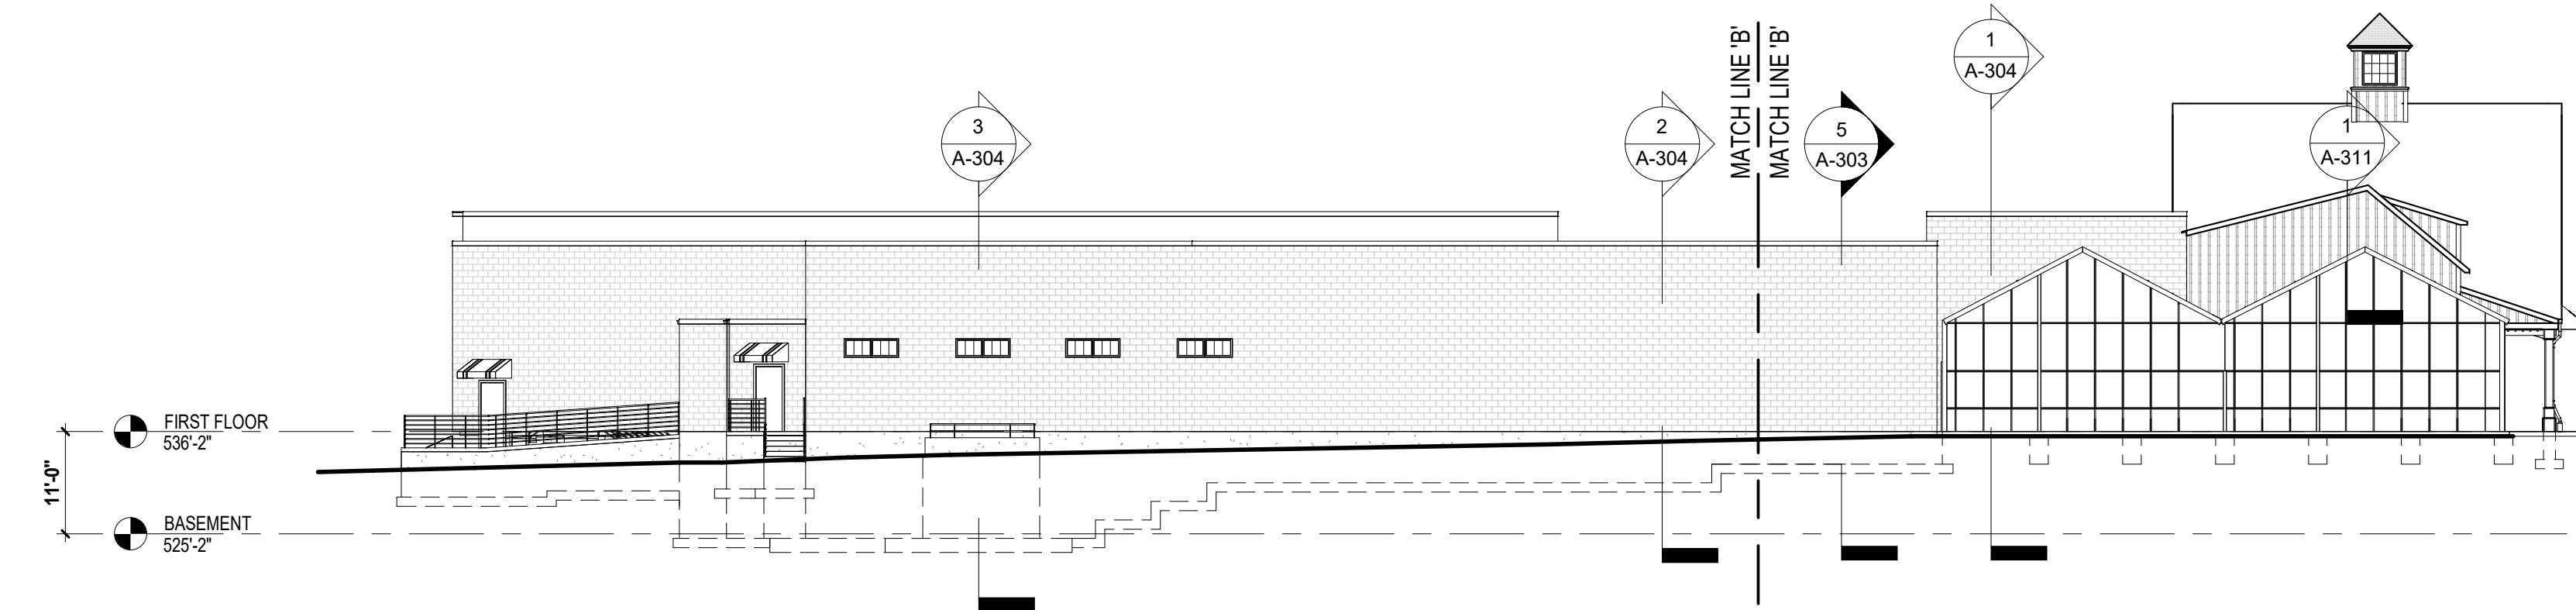 1
A-304
MATCH LINE 'B'
MATCH LINE 'B'
3
A-304
2
A-304
5
A-303
1
A-311
FIRST FLOOR
536'-2"
11'-0"
BASEMENT
525'-2"